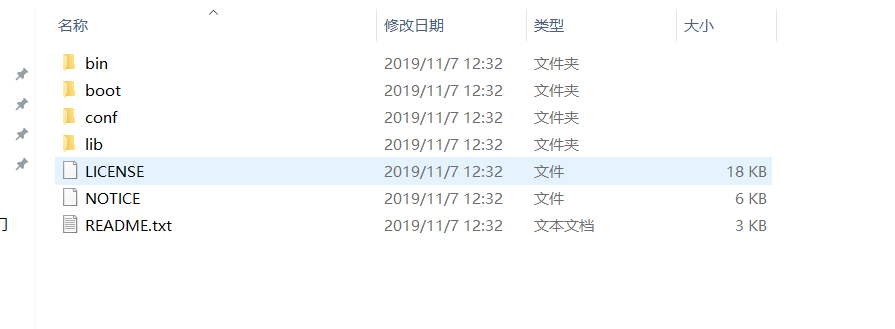 名称 修改日期 类型 大小
bin 2019/11/7 12:32 文件夹
boot 2019/11/7 12:32 文件夹
conf 2019/11/7 12:32 文件夹
lib 2019/11/7 12:32 文件夹
LICENSE 2019/11/7 12:32 文件 18 KB
NOTICE 2019/11/7 12:32 文件 6 KB
README.txt 2019/11/7 12:32 文本文档 3 KB